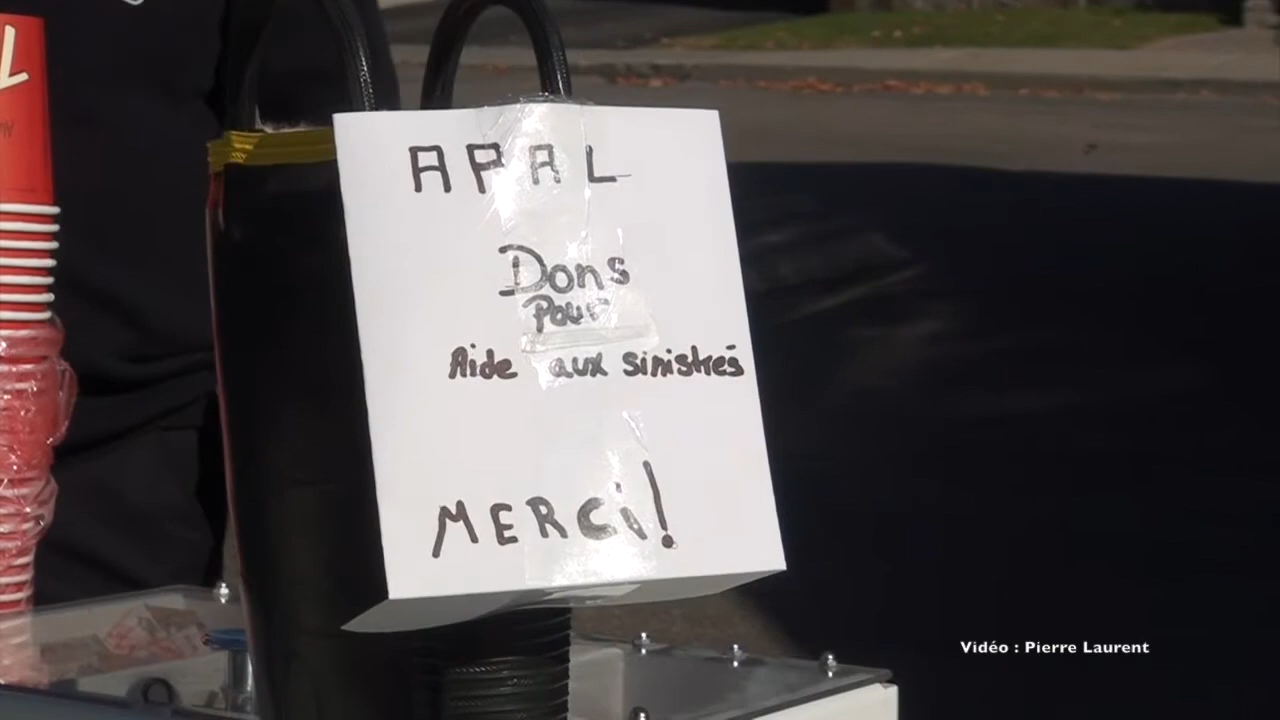 APAL
Dons
Pour
Aide aux sinistrés
MERCi!
Vidéo : Pierre Laurent